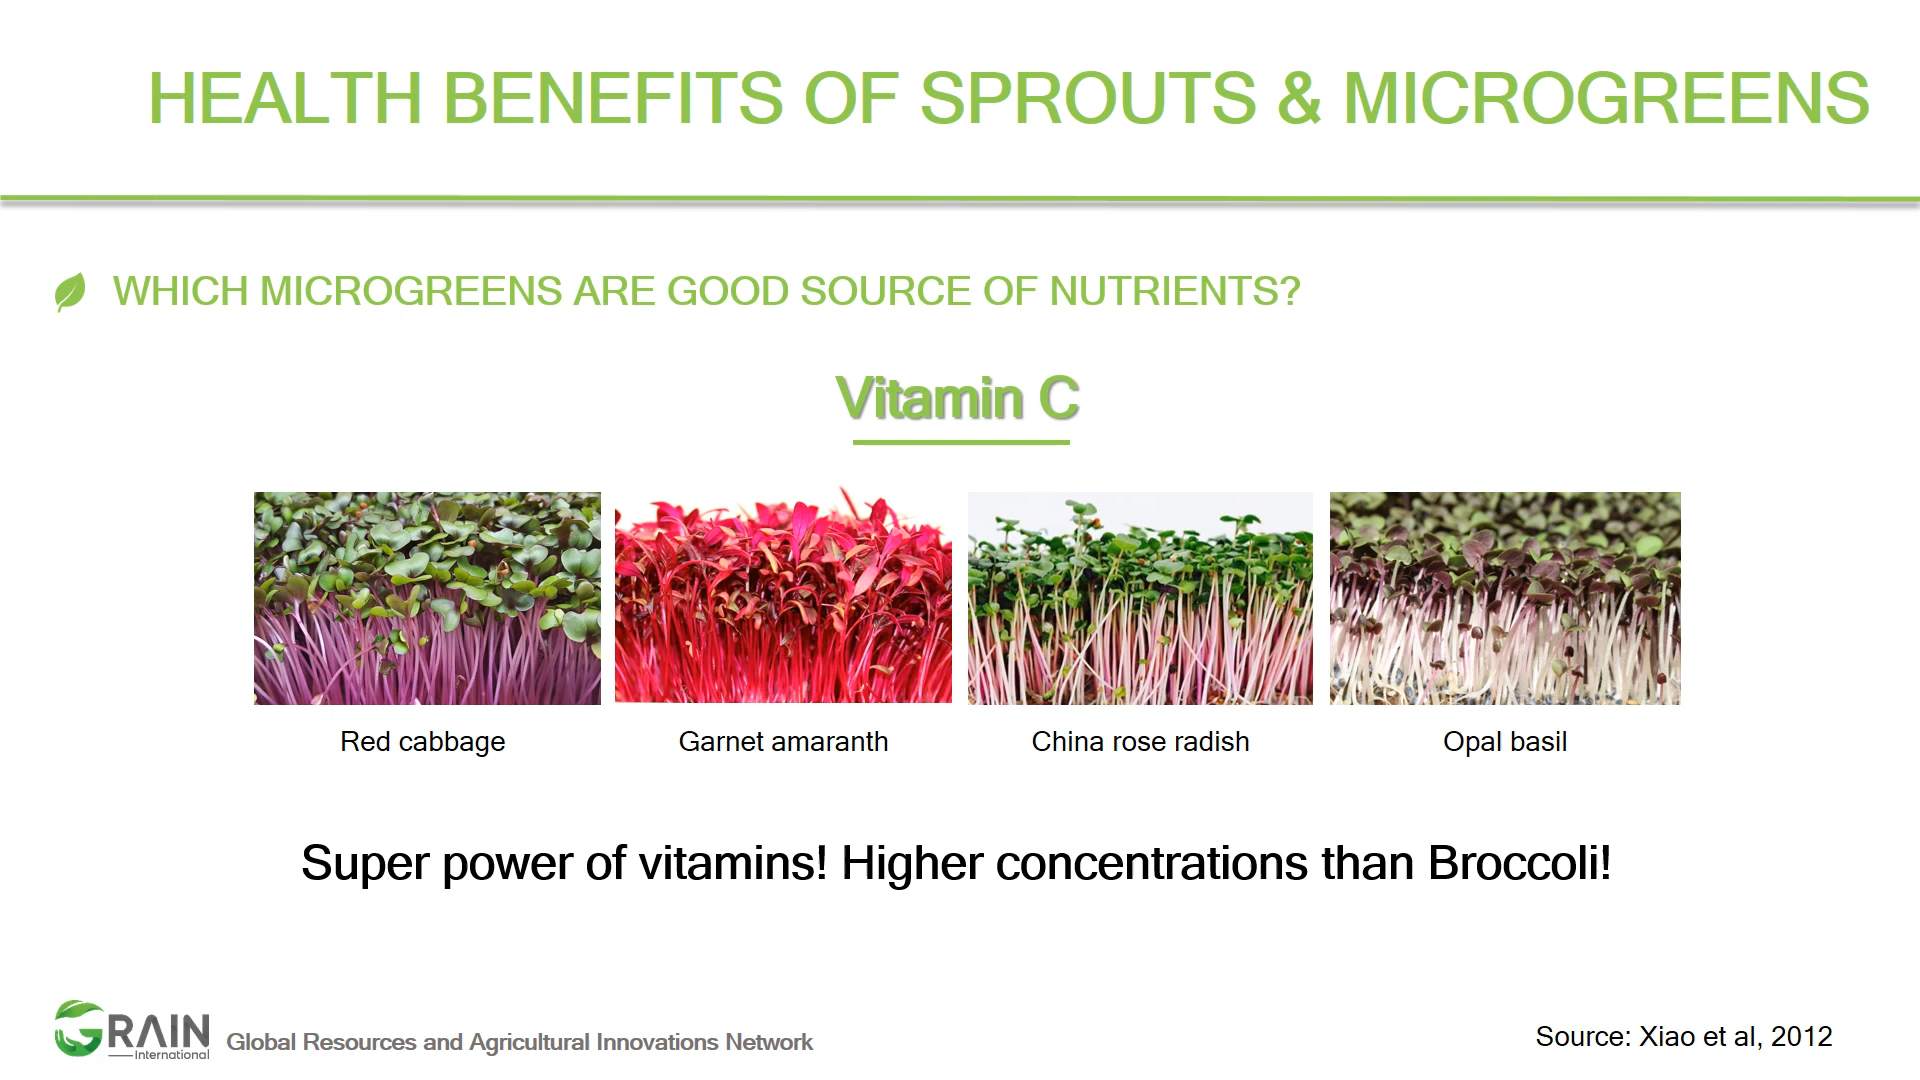 HEALTH BENEFITS OF SPROUTS & MICROGREENS
WHICH MICROGREENS ARE GOOD SOURCE OF NUTRIENTS?
Vitamin C
Red cabbage
Garnet amaranth
China rose radish
Opal basil
Super power of vitamins! Higher concentrations than Broccoli!
GRAIN
International
Global Resources and Agricultural Innovations Network
Source: Xiao et al, 2012